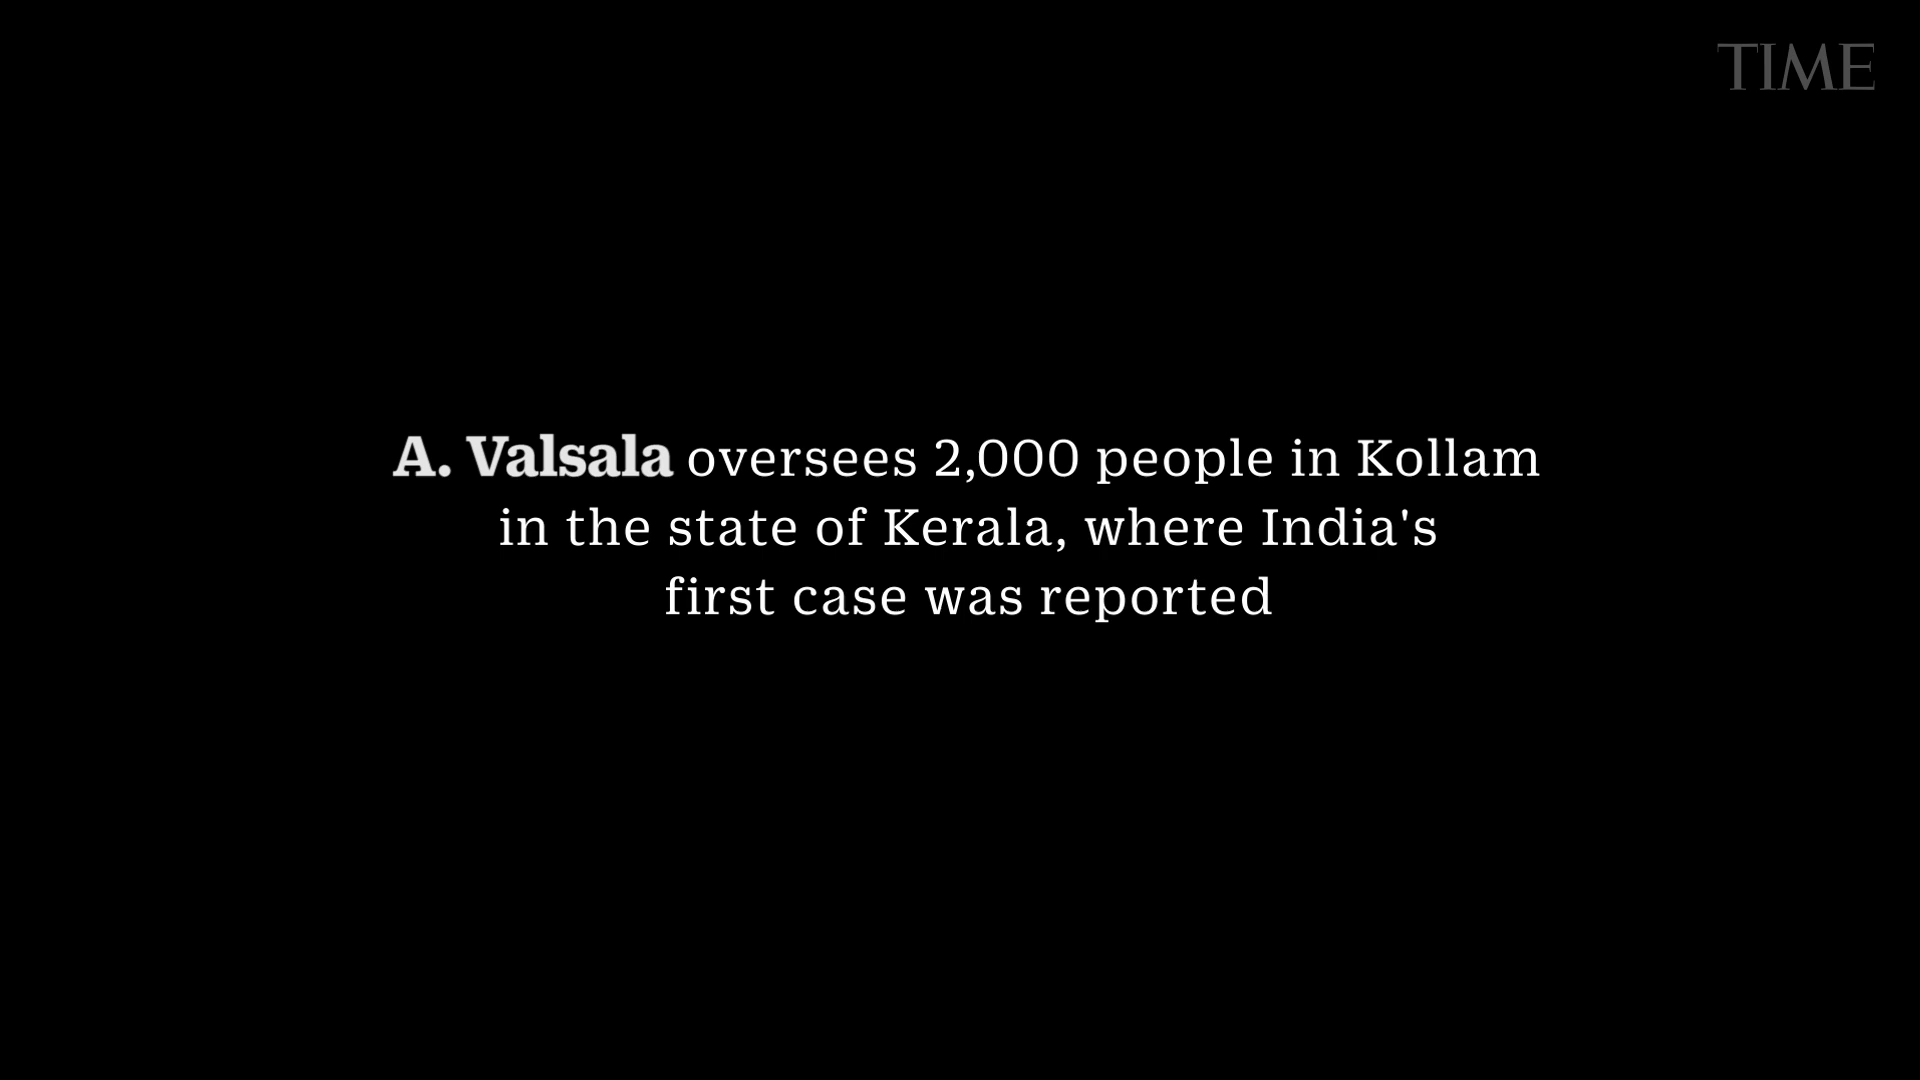 TIME
A. Valsala oversees 2,000 people in Kollam
in the state of Kerala, where India's
first case was reported